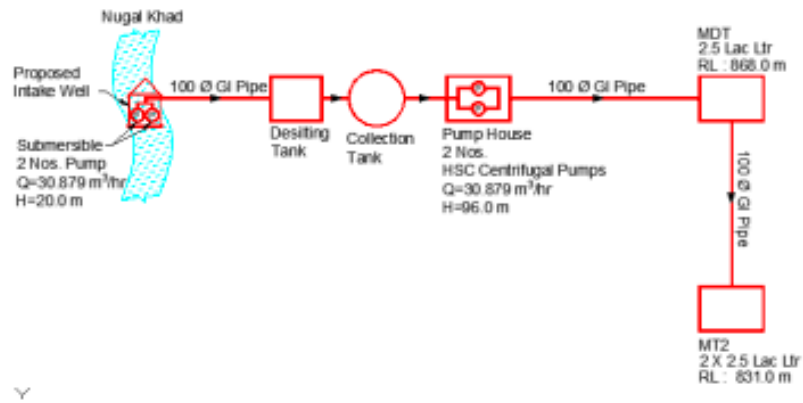 Nugal Khad
Proposed
Intake Well
100 Ø GI Pipe
Submersible
2 Nos. Pump
Q=30.879 m³/hr
H=20.0 m
Desilting
Tank
Collection
Tank
Pump House
2 Nos.
HSC Centrifugal Pumps
Q=30.879 m³/hr
H=96.0 m
100 Ø GI Pipe
MDT
2.5 Lac Ltr
RL : 868.0 m
100 Ø GI Pipe
MT2
2 X 2.5 Lac Ltr
RL : 831.0 m
Y